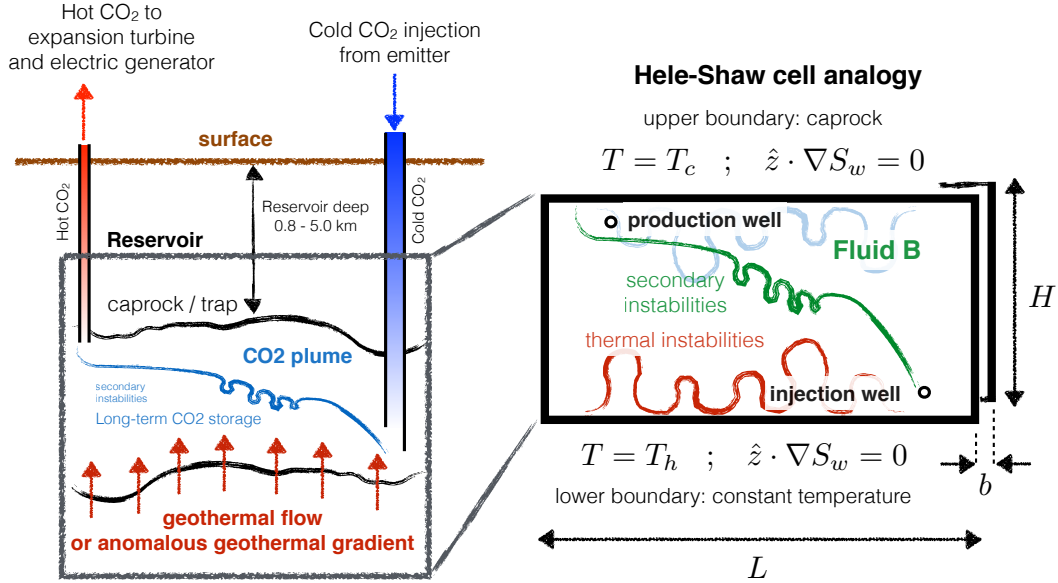 Hot CO₂ to
expansion turbine
and electric generator
Cold CO₂ injection
from emitter
surface
Hot CO₂
Cold CO₂
Reservoir deep
0.8 - 5.0 km
Reservoir
caprock / trap
CO2 plume
secondary
instabilities
Long-term CO2 storage
geothermal flow
or anomalous geothermal gradient
Hele-Shaw cell analogy
upper boundary: caprock
T = T_c ; ẑ · ∇S_w = 0
production well
Fluid B
secondary
instabilities
thermal instabilities
injection well
H
T = T_h ; ẑ · ∇S_w = 0
b
lower boundary: constant temperature
L